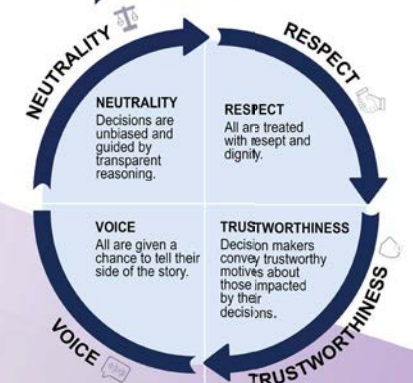 NEUTRALITY
RESPECT
NEUTRALITY
Decisions are
unbiased and
guided by
transparent
reasoning.
RESPECT
All are treated
with resept and
dignity.
VOICE
All are given a
chance to tell their
side of the story.
TRUSTWORTHINESS
Decision makers
convey trustworthy
motives about
those impacted
by their
decisions.
VOICE
TRUSTWORTHINESS